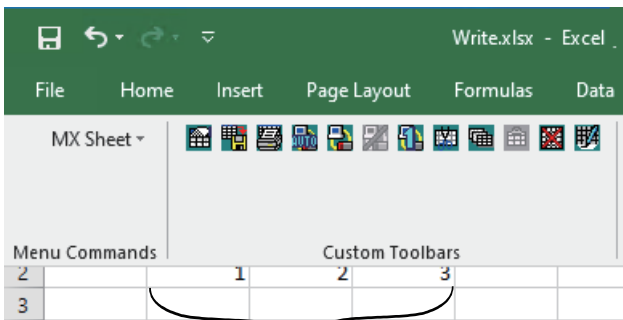 Write.xlsx - Excel
File Home Insert Page Layout Formulas Data
MX Sheet
AUTO
Menu Commands Custom Toolbars
2 1 2 3
3